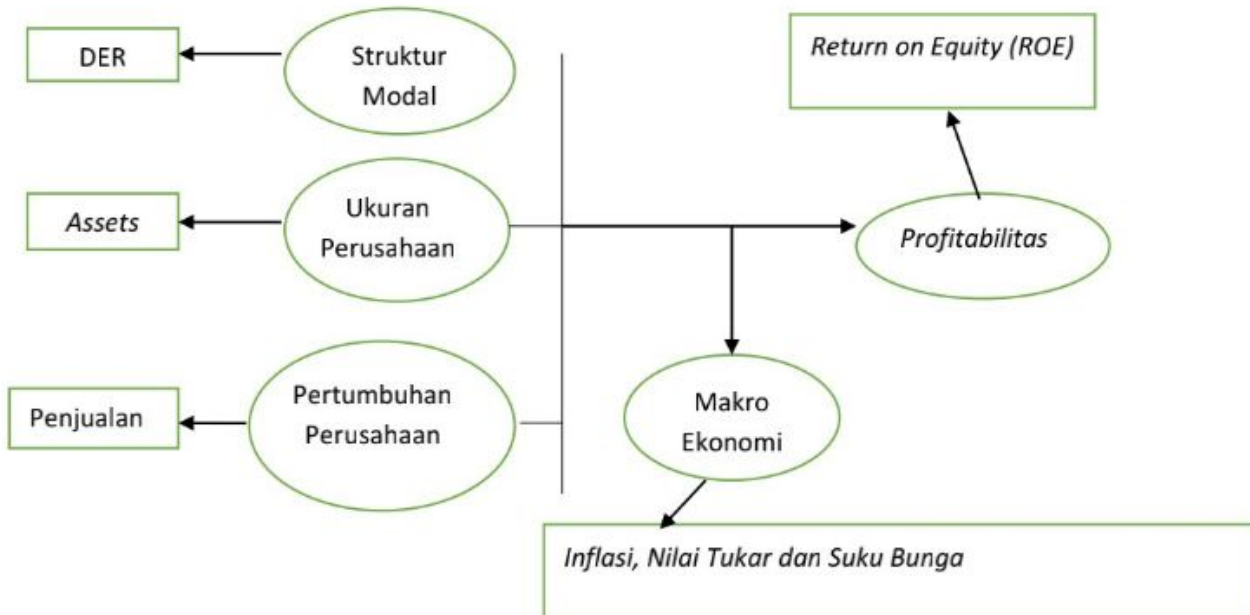 DER
Struktur
Modal
Return on Equity (ROE)
Assets
Ukuran
Perusahaan
Profitabilitas
Penjualan
Pertumbuhan
Perusahaan
Makro
Ekonomi
Inflasi, Nilai Tukar dan Suku Bunga